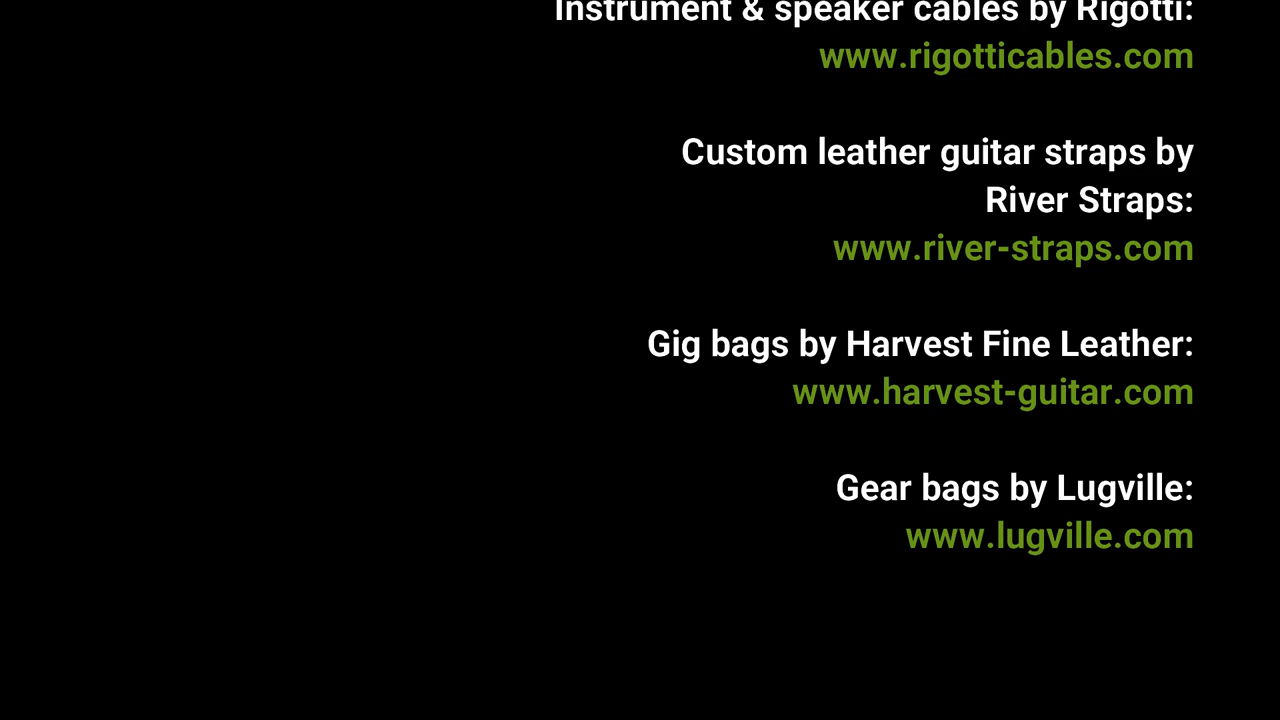 Instrument & speaker cables by Rigotti:
www.rigotticables.com
Custom leather guitar straps by
River Straps:
www.river-straps.com
Gig bags by Harvest Fine Leather:
www.harvest-guitar.com
Gear bags by Lugville:
www.lugville.com